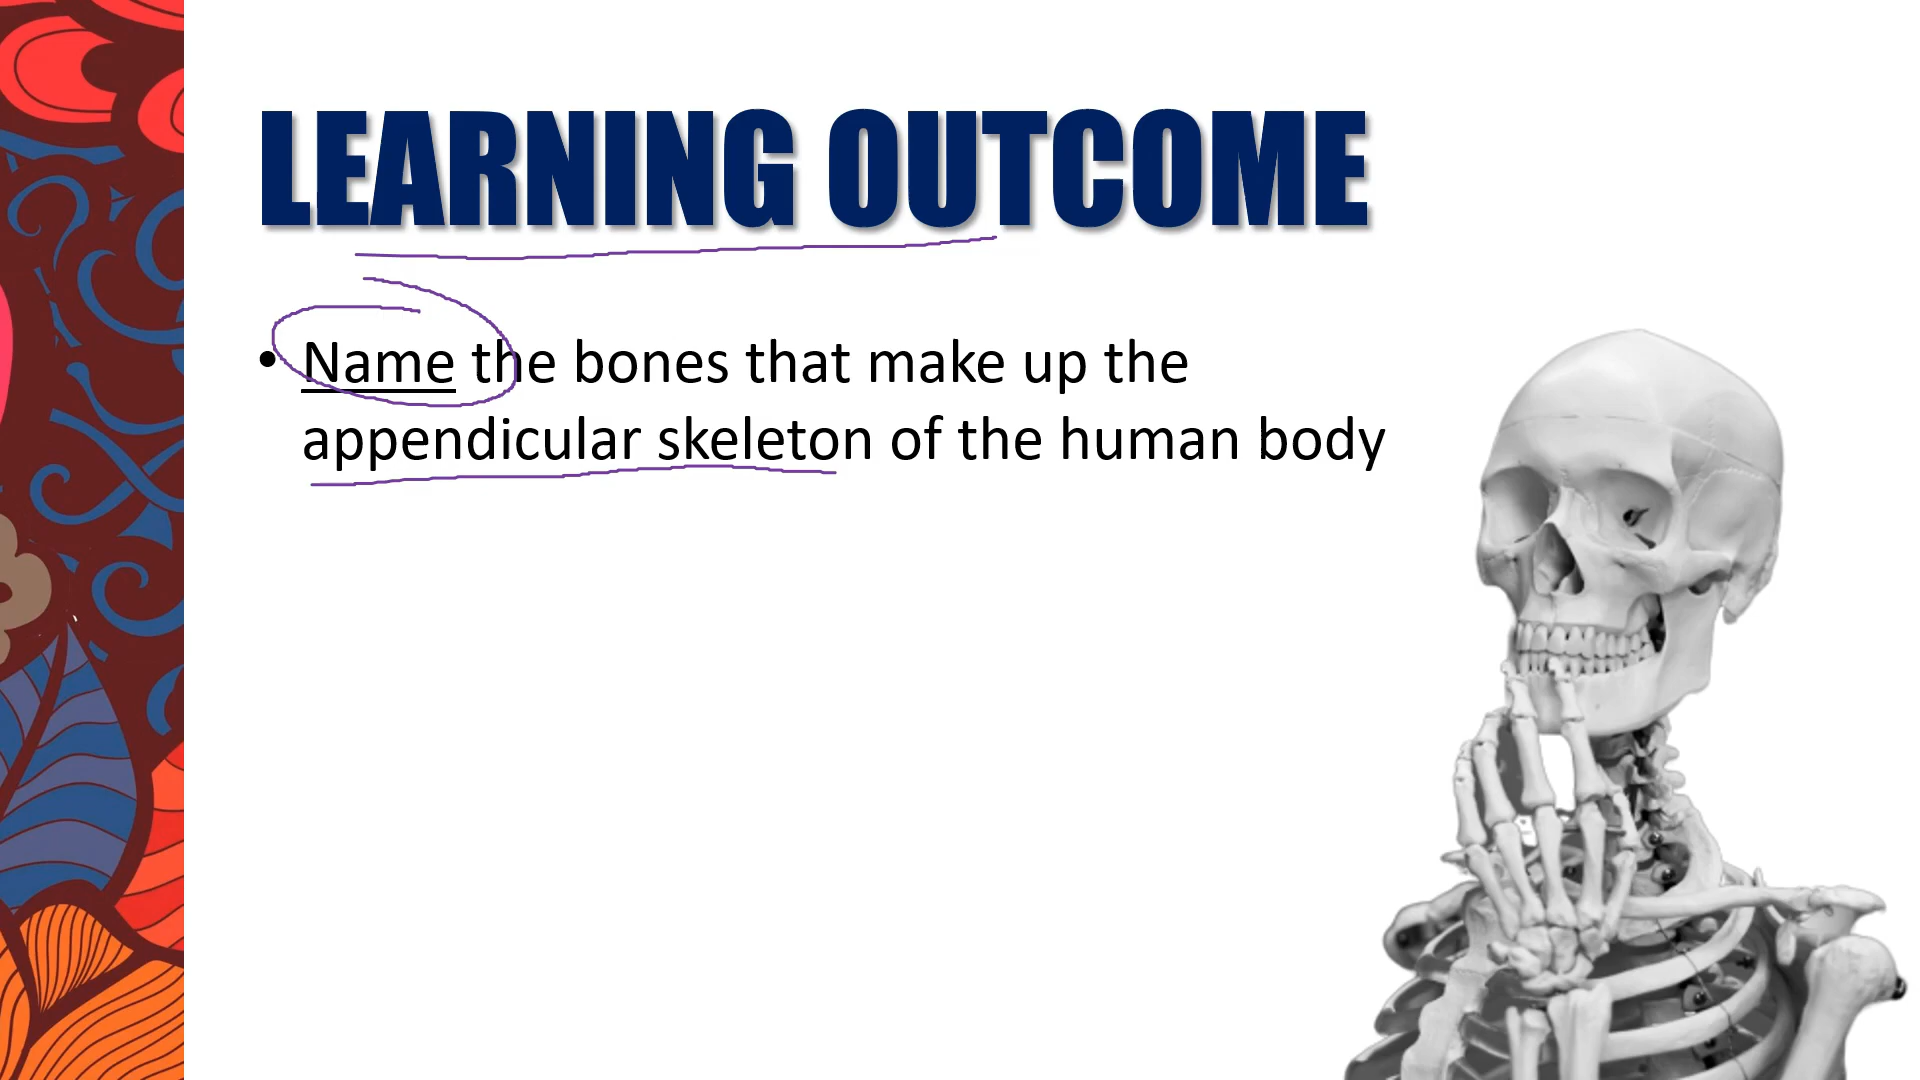 LEARNING OUTCOME
• Name the bones that make up the
appendicular skeleton of the human body